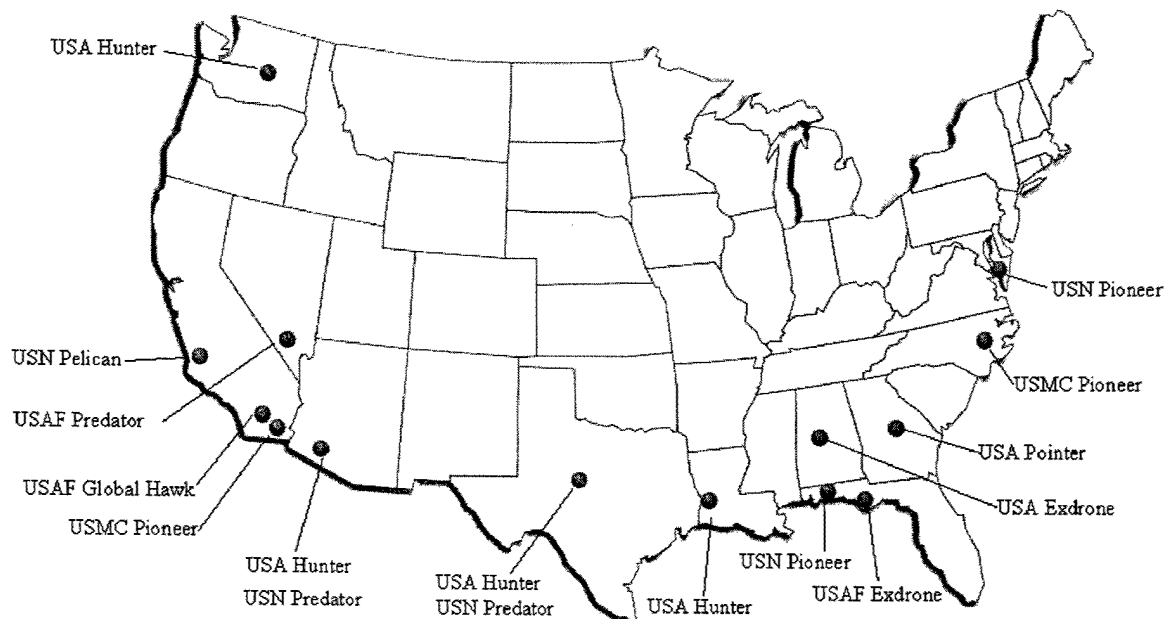 USA Hunter
USN Pioneer
USN Pelican
USMC Pioneer
USAF Predator
USA Pointer
USAF Global Hawk
USA Exdrone
USMC Pioneer
USN Pioneer
USA Hunter
USN Predator
USA Hunter
USN Predator
USAF Exdrone
USA Hunter